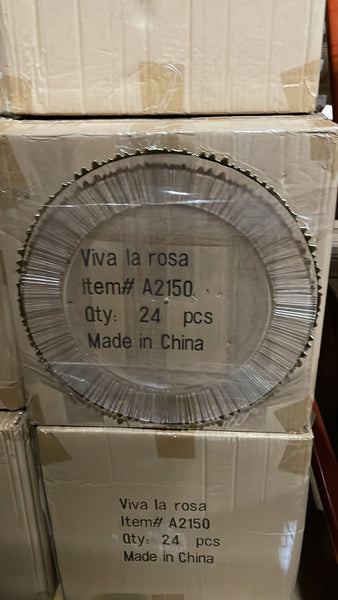 Viva la rosa
Item# A2150
Qty: 24 pcs
Made in China
Viva la rosa
Item# A2150
Qty: 24 pcs
Made in China